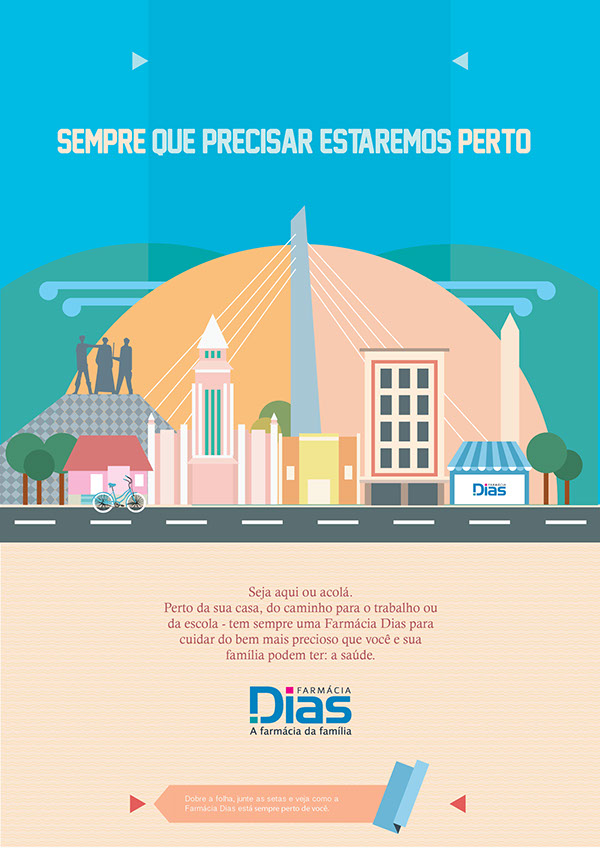 SEMPRE QUE PRECISAR ESTAREMOS PERTO
FARMÁCIA
Dias
Seja aqui ou acolá.
Perto da sua casa, do caminho para o trabalho ou
da escola - tem sempre uma Farmácia Dias para
cuidar do bem mais precioso que você e sua
família podem ter: a saúde.
FARMÁCIA
Dias
A farmácia da família
Dobre a folha, junte as setas e veja como a
Farmácia Dias está sempre perto de você.